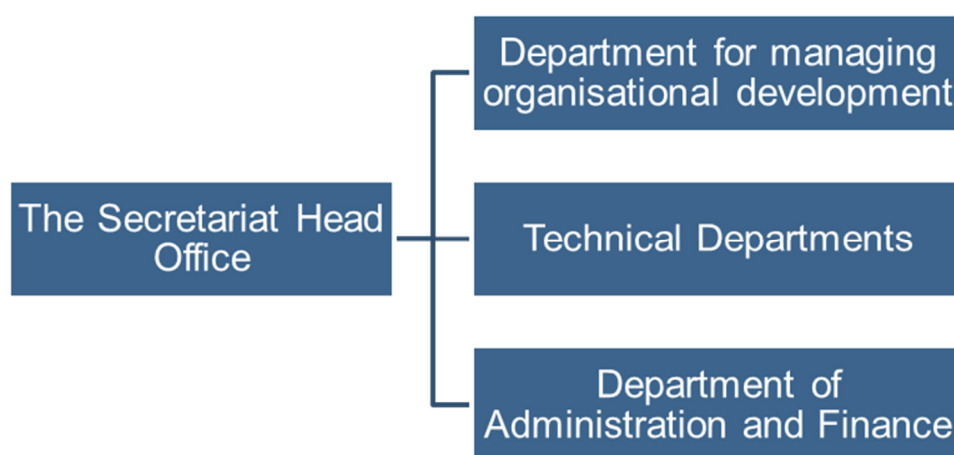 Department for managing
organisational development
The Secretariat Head
Office
Technical Departments
Department of
Administration and Finance